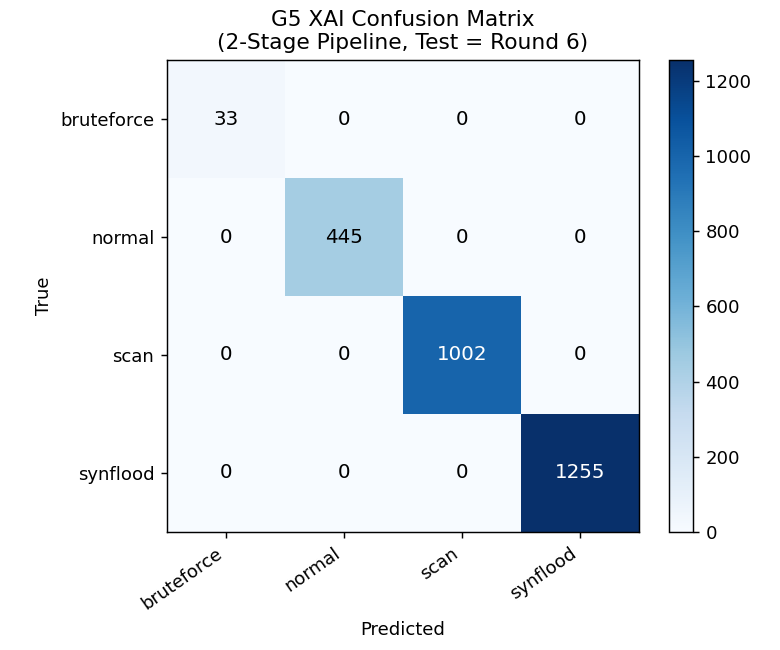 G5 XAI Confusion Matrix
(2-Stage Pipeline, Test = Round 6)
bruteforce 33 0 0 0
normal 0 445 0 0
scan 0 0 1002 0
synflood 0 0 0 1255
bruteforce normal scan synflood
Predicted
True
1200
1000
800
600
400
200
0